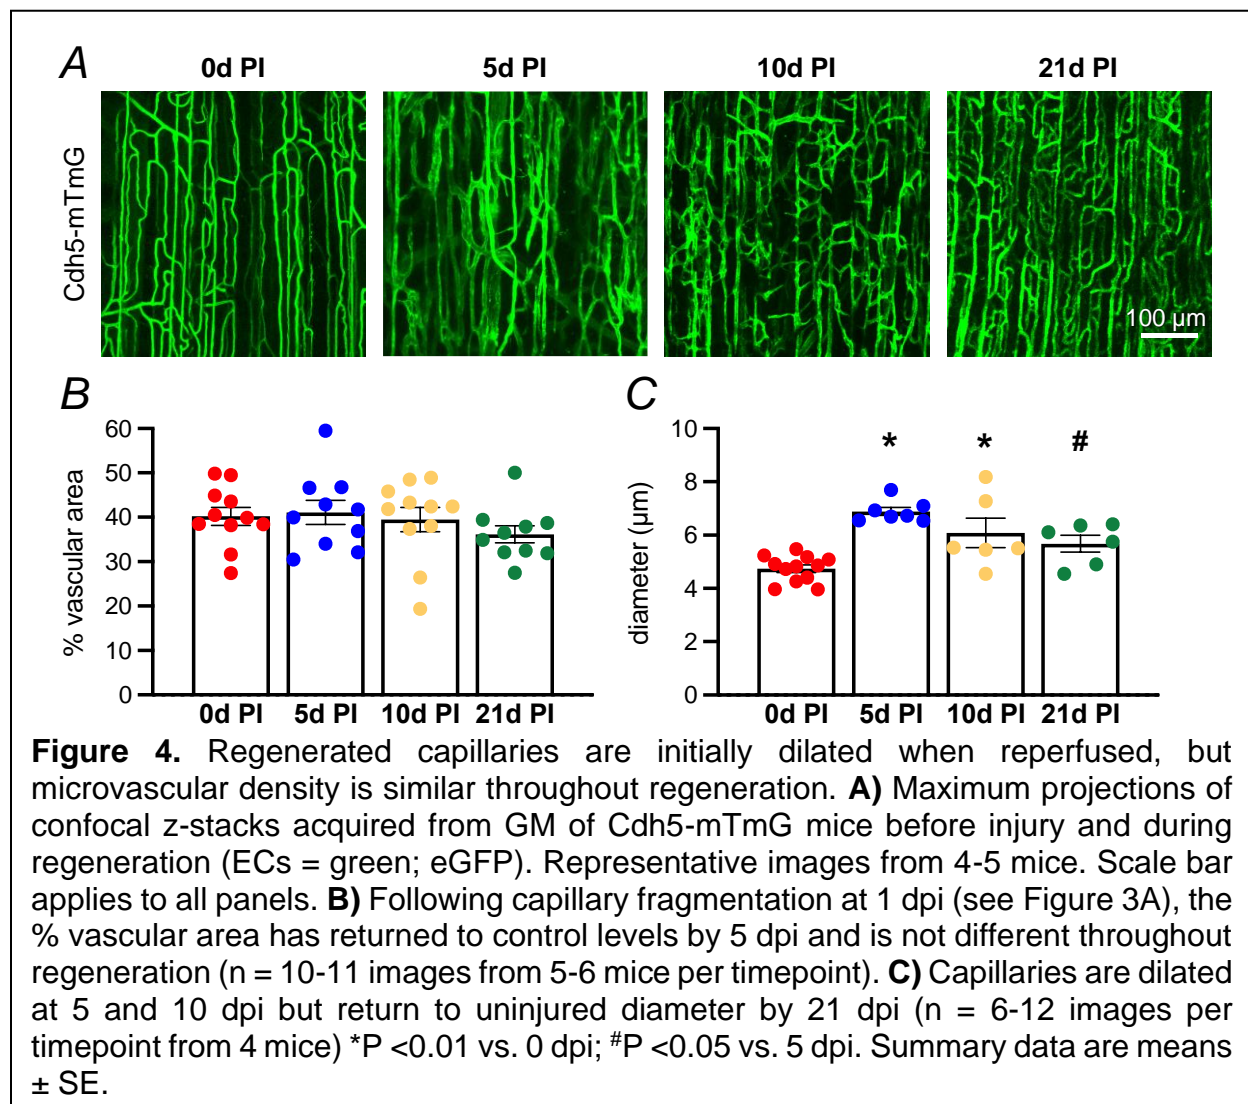 A
0d PI 5d PI 10d PI 21d PI
Cdh5-mTmG
100 µm
B
% vascular area
60
50
40
30
20
10
0
0d PI 5d PI 10d PI 21d PI
C
diameter (µm)
10
8
6
4
2
0
* * #
0d PI 5d PI 10d PI 21d PI
Figure 4. Regenerated capillaries are initially dilated when reperfused, but
microvascular density is similar throughout regeneration. A) Maximum projections of
confocal z-stacks acquired from GM of Cdh5-mTmG mice before injury and during
regeneration (ECs = green; eGFP). Representative images from 4-5 mice. Scale bar
applies to all panels. B) Following capillary fragmentation at 1 dpi (see Figure 3A), the
% vascular area has returned to control levels by 5 dpi and is not different throughout
regeneration (n = 10-11 images from 5-6 mice per timepoint). C) Capillaries are dilated
at 5 and 10 dpi but return to uninjured diameter by 21 dpi (n = 6-12 images per
timepoint from 4 mice) *P <0.01 vs. 0 dpi; #P <0.05 vs. 5 dpi. Summary data are means
± SE.